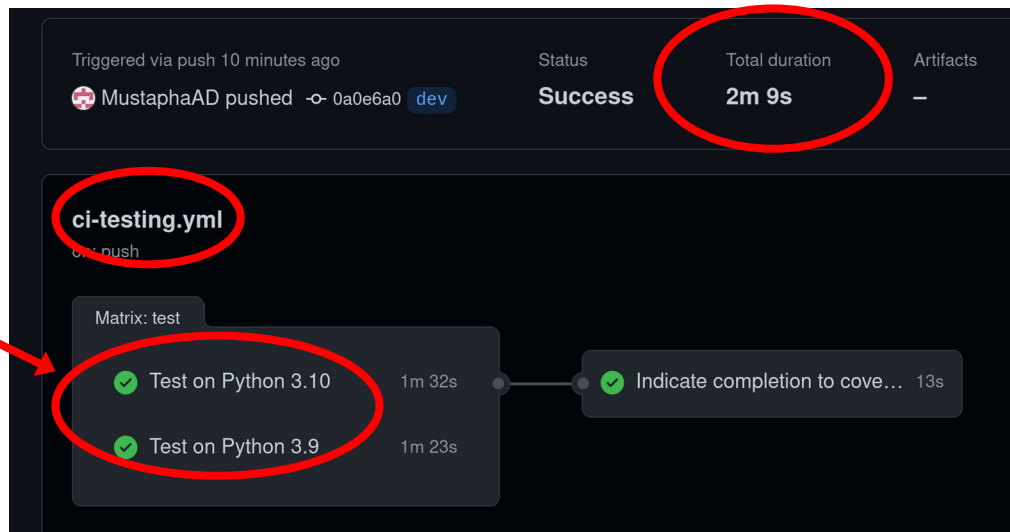 Triggered via push 10 minutes ago
MustaphaAD pushed 0a0e6a0 dev
Status
Success
Total duration
2m 9s
Artifacts
–
ci-testing.yml
on: push
Matrix: test
Test on Python 3.10 1m 32s
Test on Python 3.9 1m 23s
Indicate completion to cove... 13s